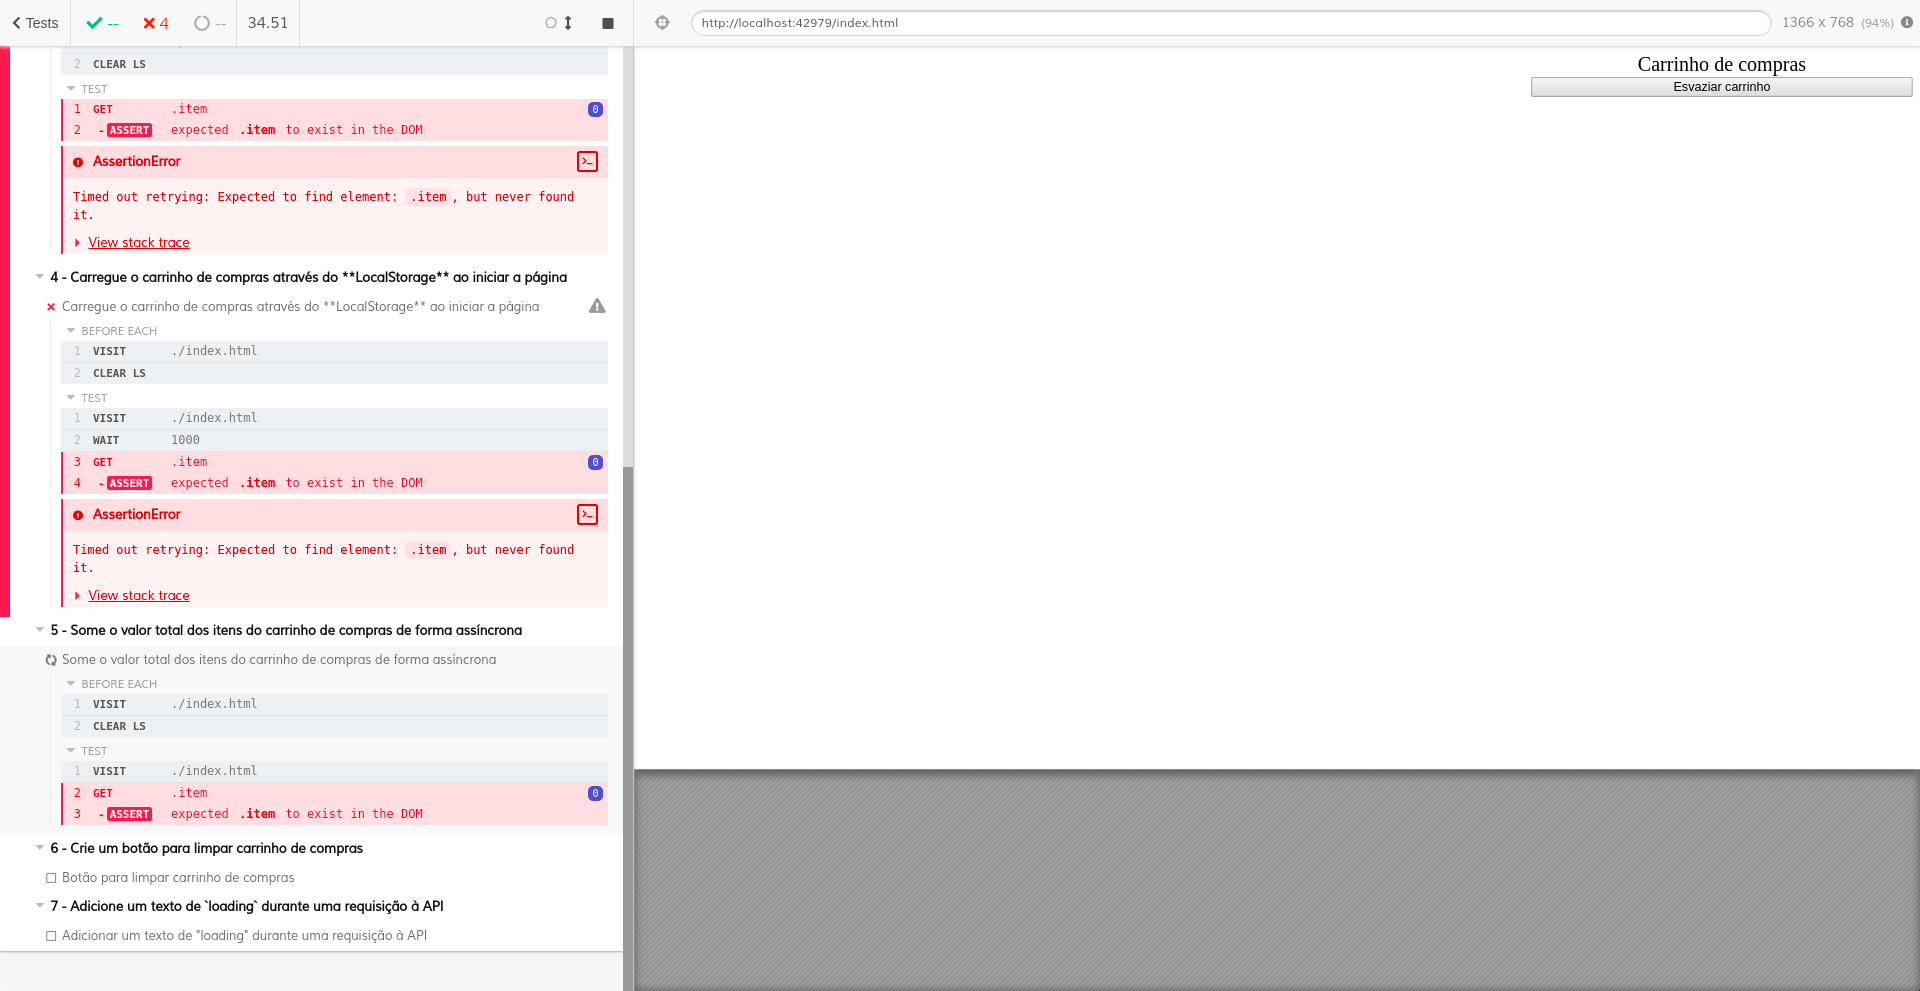 Tests -- 4 -- 34.51
http://localhost:42979/index.html 1366 x 768 (94%)
2 CLEAR LS
TEST
1 GET .item 0
2 -ASSERT expected .item to exist in the DOM
AssertionError
Timed out retrying: Expected to find element: .item, but never found
it.
View stack trace
4 - Carregue o carrinho de compras através do **LocalStorage** ao iniciar a página
Carregue o carrinho de compras através do **LocalStorage** ao iniciar a página
BEFORE EACH
1 VISIT ./index.html
2 CLEAR LS
TEST
1 VISIT ./index.html
2 WAIT 1000
3 GET .item 0
4 -ASSERT expected .item to exist in the DOM
AssertionError
Timed out retrying: Expected to find element: .item, but never found
it.
View stack trace
5 - Some o valor total dos itens do carrinho de compras de forma assíncrona
Some o valor total dos itens do carrinho de compras de forma assíncrona
BEFORE EACH
1 VISIT ./index.html
2 CLEAR LS
TEST
1 VISIT ./index.html
2 GET .item 0
3 -ASSERT expected .item to exist in the DOM
6 - Crie um botão para limpar carrinho de compras
Botão para limpar carrinho de compras
7 - Adicione um texto de `loading` durante uma requisição à API
Adicionar um texto de "loading" durante uma requisição à API
Carrinho de compras
Esvaziar carrinho